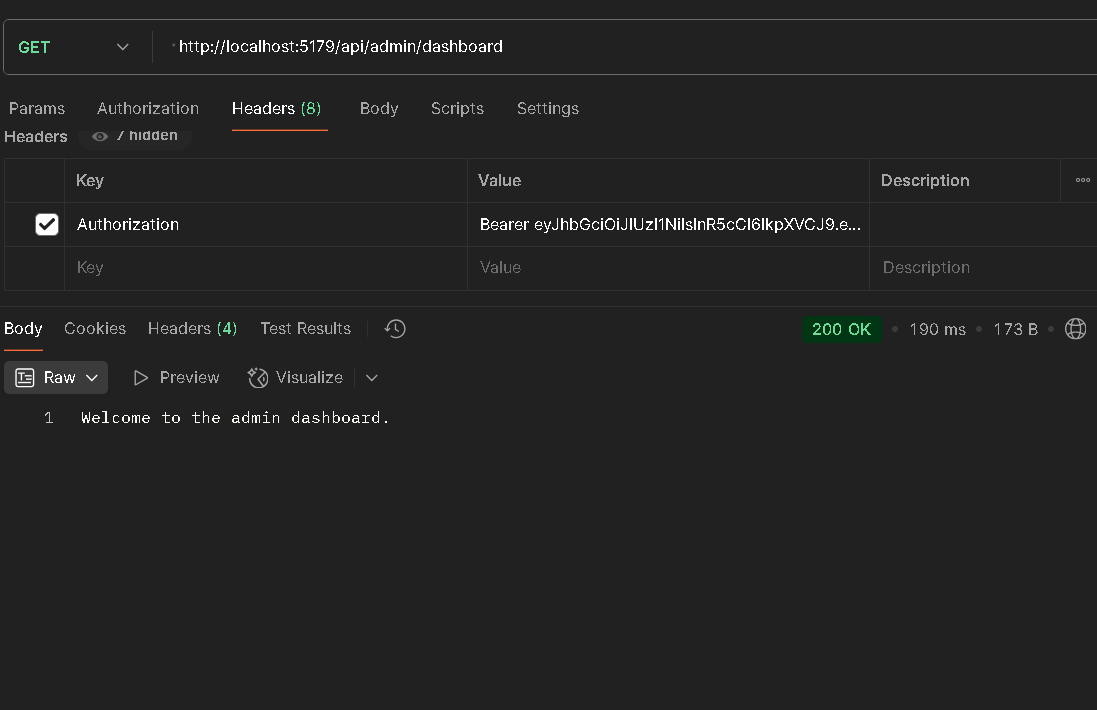 GET http://localhost:5179/api/admin/dashboard
Params Authorization Headers (8) Body Scripts Settings
Headers 7 hidden
Key Value Description
Authorization Bearer eyJhbGciOiJIUzI1NiIsInR5cCI6IkpXVCJ9.e...
Key Value Description
Body Cookies Headers (4) Test Results 200 OK • 190 ms • 173 B •
Raw Preview Visualize
1 Welcome to the admin dashboard.